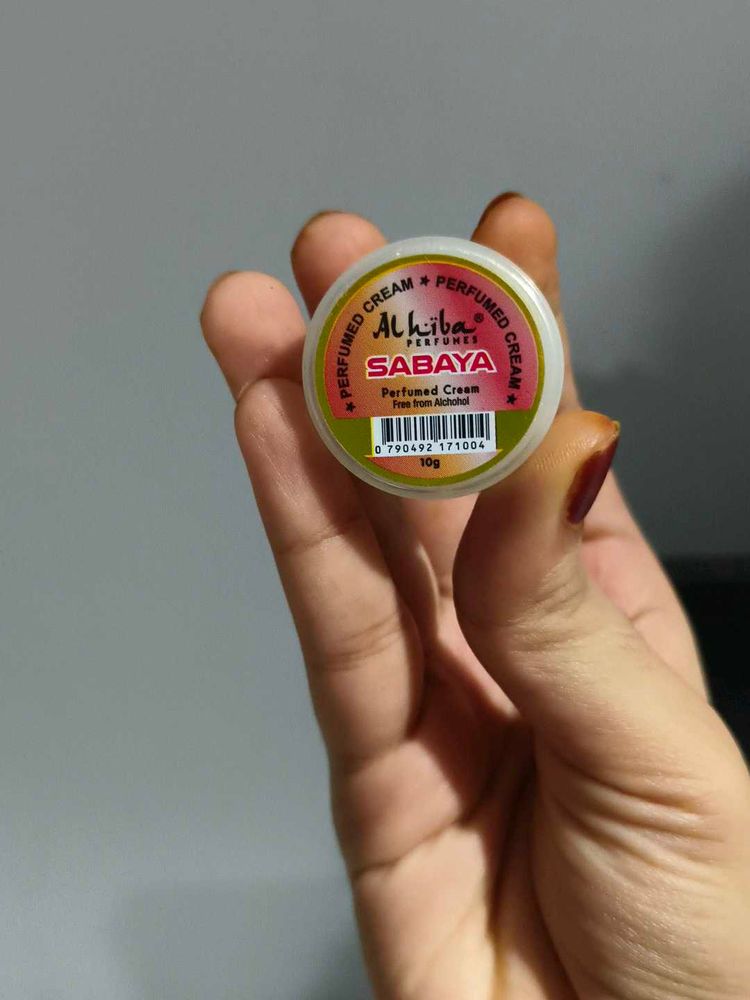 ★ PERFUMED CREAM ★ PERFUMED CREAM ★
Alhiba®
PERFUMES
SABAYA
Perfumed Cream
Free from Alchohol
0 790492 171004
10g